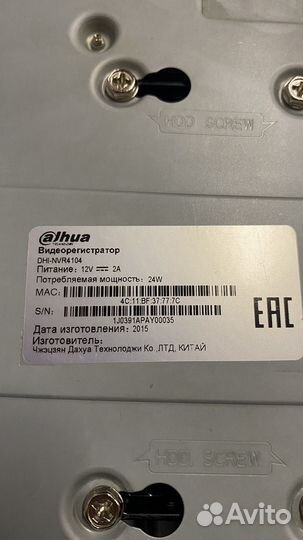 HDD SCREW
alhua
TECHNOLOGY
Видеорегистратор
DHI-NVR4104
Питание: 12V ⎓ 2A
Потребляемая мощность: 24W
MAC:
4C:11:BF:37:77:7C
S/N:
1J0391APAY00035
Дата изготовления: 2015
Изготовитель:
Чжэцзян Дахуа Технолоджи Ко.,ЛТД, КИТАЙ
EAC
HDD SCREW
Avito